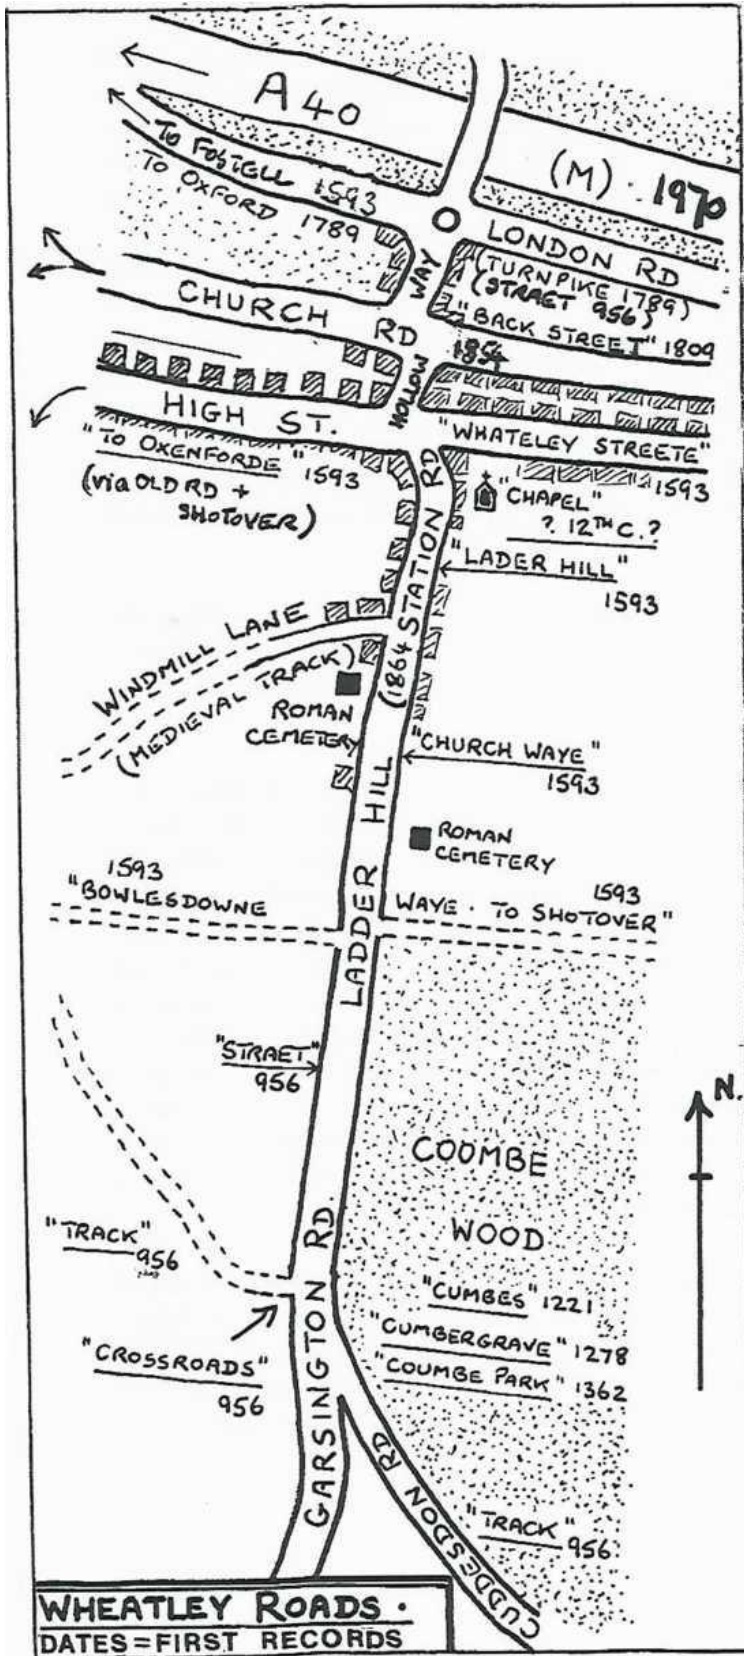 A 40
(M) . 1970
To FOSTELL 1593
To OXFORD 1789
LONDON RD
(TURNPIKE 1789)
(STRAET 956)
HOLLOW WAY
CHURCH RD
"BACK STREET" 1809
1854
HIGH ST.
"WHATELEY STREETE"
1593
"To OXENFORDE" 1593
(via OLD RD +
SHOTOVER)
"CHAPEL"
? 12TH C. ?
"LADER HILL"
1593
(1864 STATION RD
WINDMILL LANE
(MEDIEVAL TRACK)
ROMAN
CEMETERY
"CHURCH WAYE"
1593
ROMAN
CEMETERY
LADDER HILL
1593
"BOWLESDOWNE
1593
WAYE . TO SHOTOVER"
"STRAET"
956
N.
COOMBE
WOOD
"CUMBES" 1221
"CUMBERGRAVE" 1278
"COUMBE PARK" 1362
"TRACK"
956
"CROSSROADS"
956
GARSINGTON RD.
CUDDESDON RD
"TRACK"
956
WHEATLEY ROADS .
DATES = FIRST RECORDS